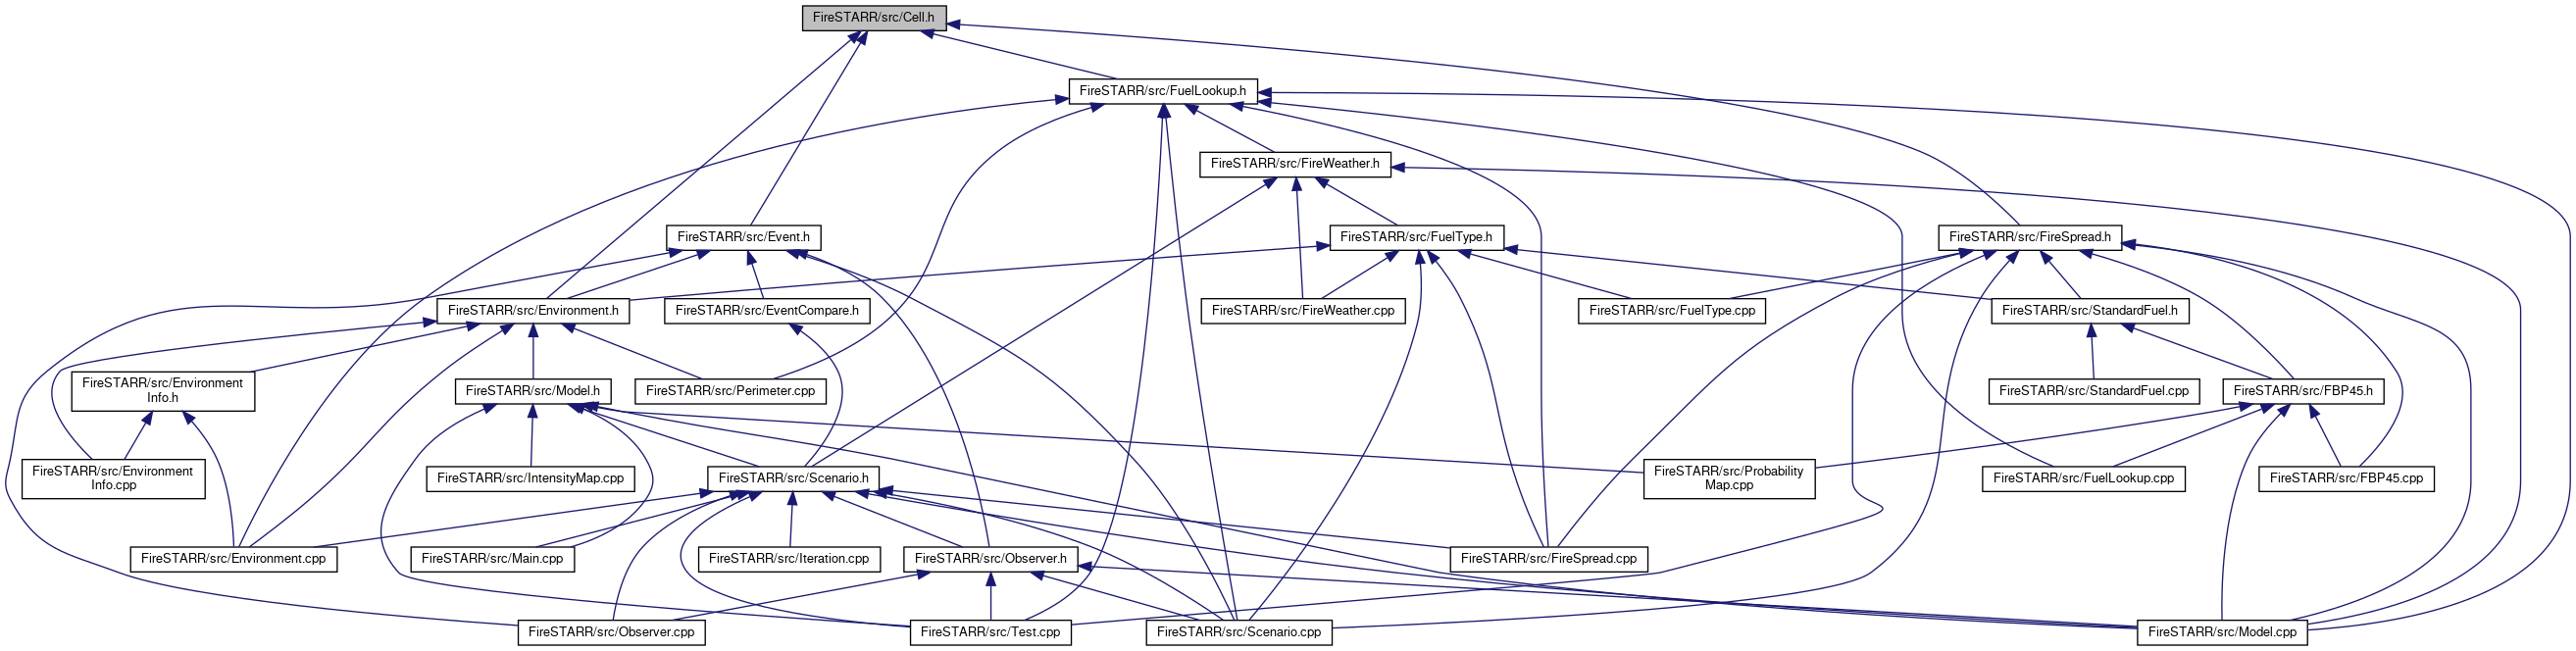 FireSTARR/src/Cell.h
FireSTARR/src/FuelLookup.h
FireSTARR/src/FireWeather.h
FireSTARR/src/Event.h
FireSTARR/src/FuelType.h
FireSTARR/src/FireSpread.h
FireSTARR/src/Environment.h
FireSTARR/src/EventCompare.h
FireSTARR/src/FireWeather.cpp
FireSTARR/src/FuelType.cpp
FireSTARR/src/StandardFuel.h
FireSTARR/src/Environment
Info.h
FireSTARR/src/Model.h
FireSTARR/src/Perimeter.cpp
FireSTARR/src/StandardFuel.cpp
FireSTARR/src/FBP45.h
FireSTARR/src/Environment
Info.cpp
FireSTARR/src/IntensityMap.cpp
FireSTARR/src/Scenario.h
FireSTARR/src/Probability
Map.cpp
FireSTARR/src/FuelLookup.cpp
FireSTARR/src/FBP45.cpp
FireSTARR/src/Environment.cpp
FireSTARR/src/Main.cpp
FireSTARR/src/Iteration.cpp
FireSTARR/src/Observer.h
FireSTARR/src/FireSpread.cpp
FireSTARR/src/Observer.cpp
FireSTARR/src/Test.cpp
FireSTARR/src/Scenario.cpp
FireSTARR/src/Model.cpp